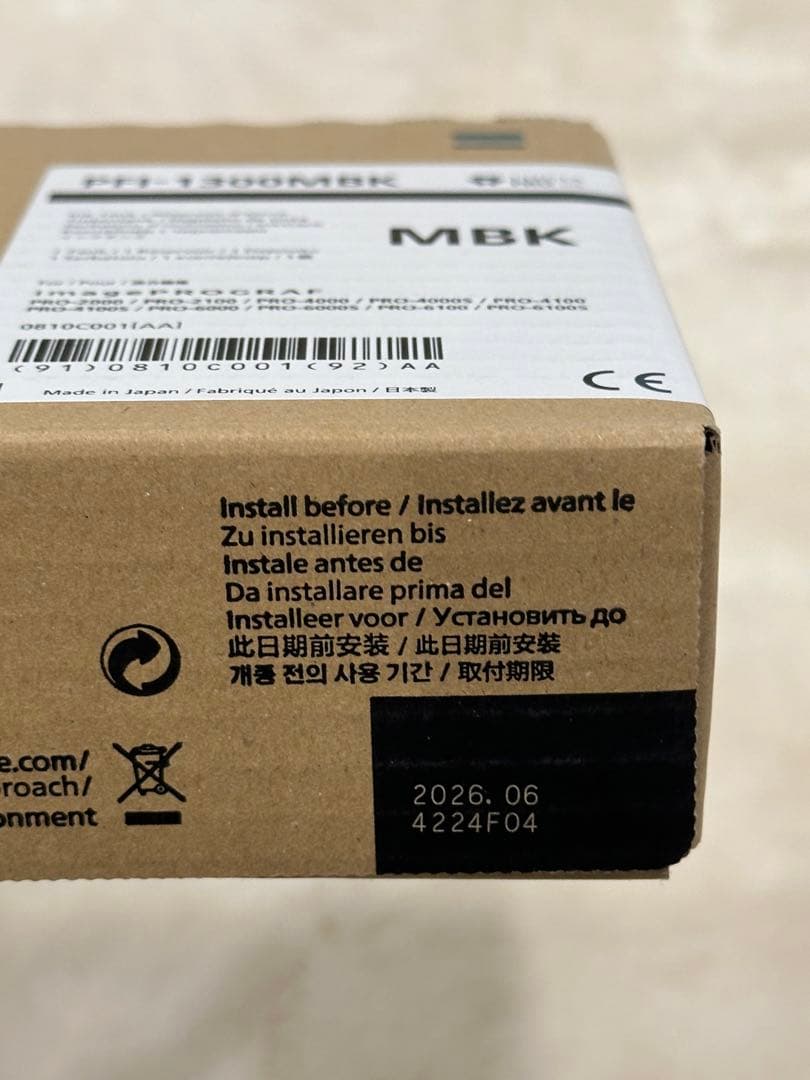 PFI-1300MBK
MBK
imagePROGRAF
PRO-2000 / PRO-2100 / PRO-4000 / PRO-4000S / PRO-4100
PRO-4100S / PRO-6000 / PRO-6000S / PRO-6100 / PRO-6100S
0810C001[AA]
(91)0810C001(92)AA
Made in Japan / Fabriqué au Japon / 日本製
CE
Install before / Installez avant le
Zu installieren bis
Instale antes de
Da installare prima del
Installeer voor / Установить до
此日期前安装 / 此日期前安裝
개봉 전의 사용 기간 / 取付期限
e.com/
roach/
onment
2026. 06
4224F04